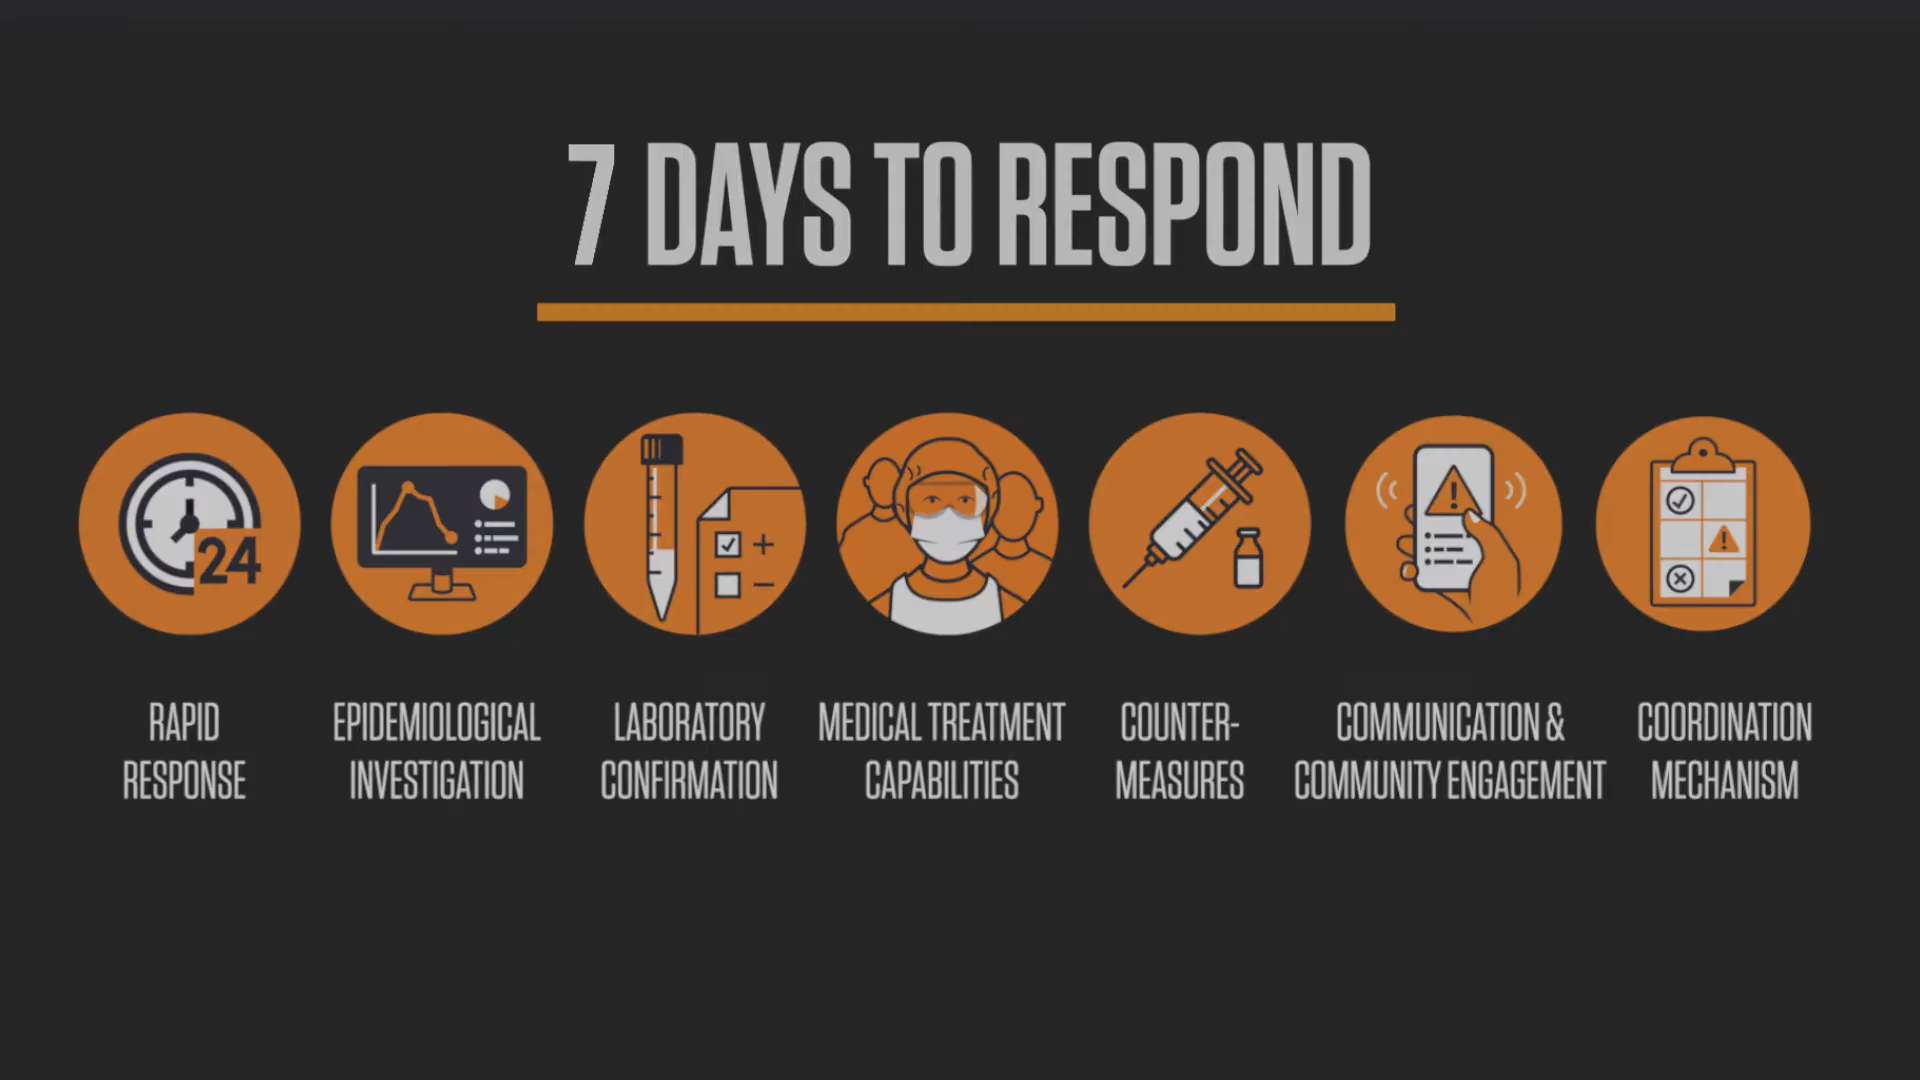 7 DAYS TO RESPOND
24
+
−
RAPID
RESPONSE
EPIDEMIOLOGICAL
INVESTIGATION
LABORATORY
CONFIRMATION
MEDICAL TREATMENT
CAPABILITIES
COUNTER-
MEASURES
COMMUNICATION &
COMMUNITY ENGAGEMENT
COORDINATION
MECHANISM